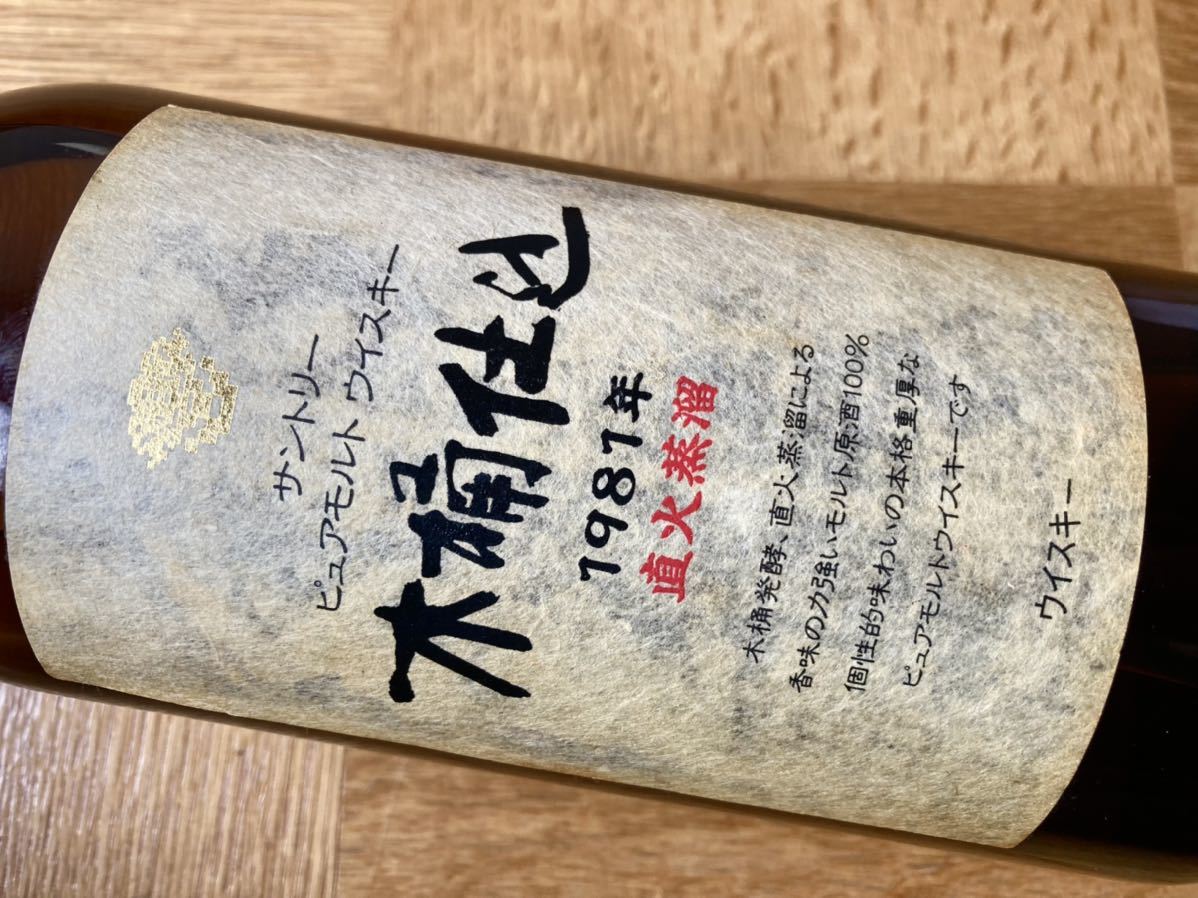 サントリー
ピュアモルトウイスキー
木桶仕込
1981年
直火蒸溜
木桶発酵、直火蒸溜による
香味の力強いモルト原酒100%
個性的味わいの本格重厚な
ピュアモルトウイスキーです
ウイスキー